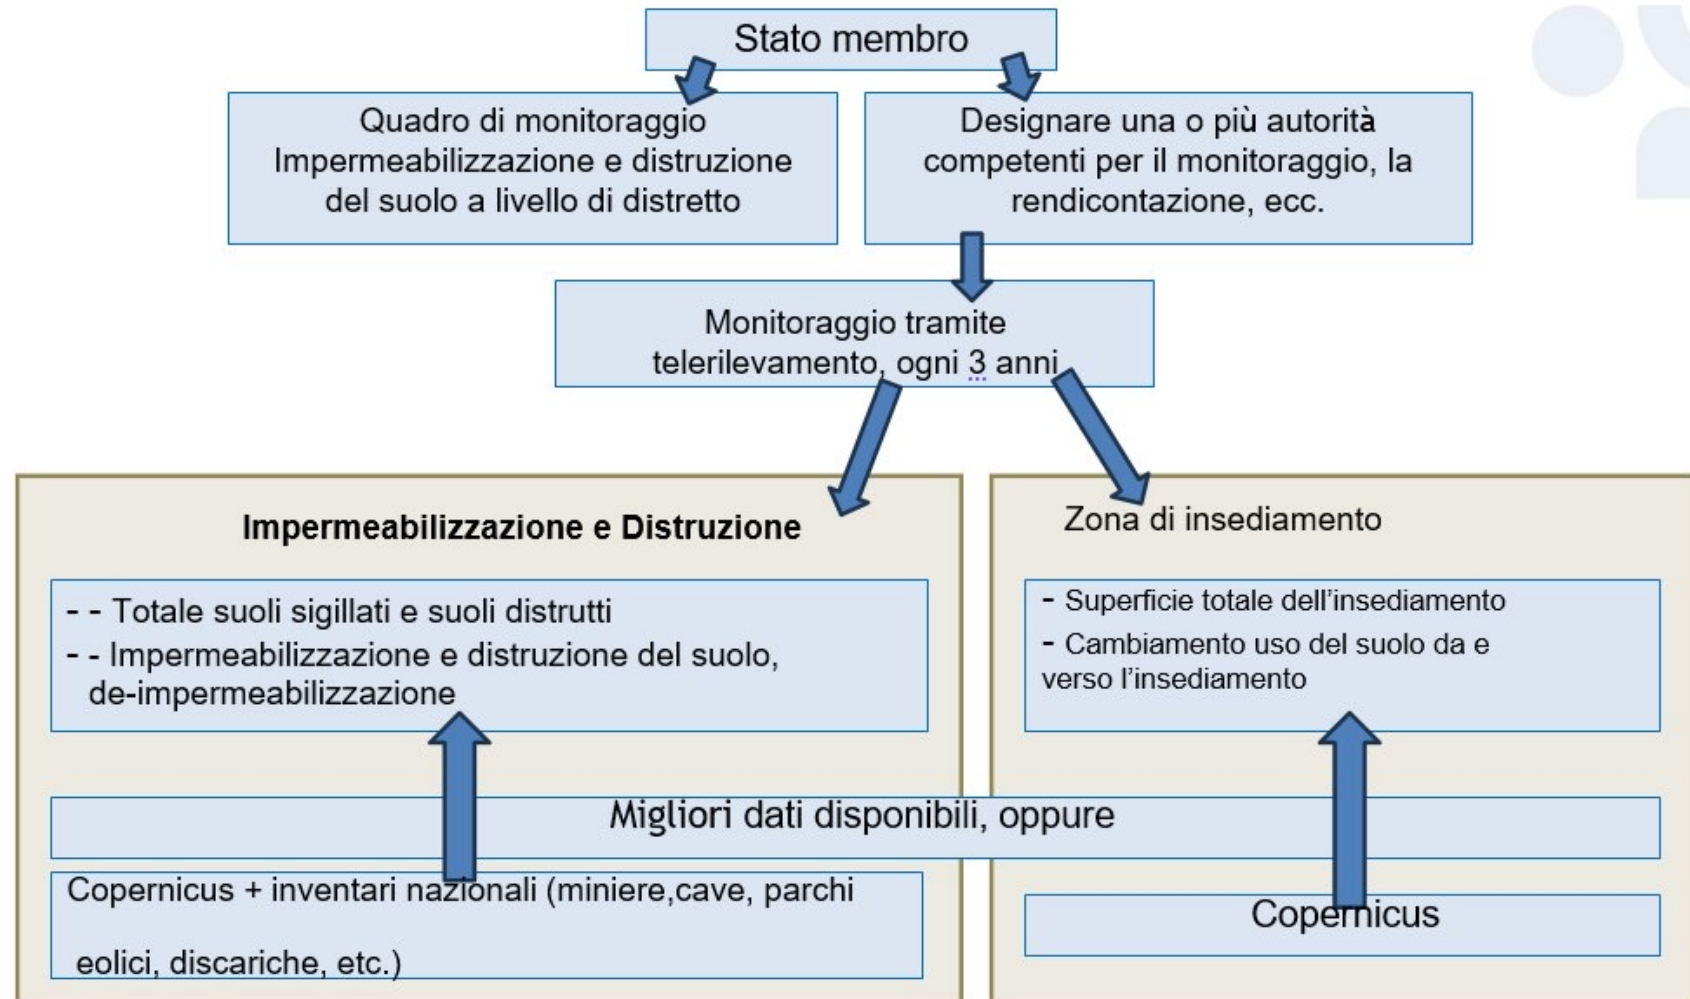 Stato membro
Quadro di monitoraggio
Impermeabilizzazione e distruzione
del suolo a livello di distretto
Designare una o più autorità
competenti per il monitoraggio, la
rendicontazione, ecc.
Monitoraggio tramite
telerilevamento, ogni 3 anni
Impermeabilizzazione e Distruzione
- - Totale suoli sigillati e suoli distrutti
- - Impermeabilizzazione e distruzione del suolo,
de-impermeabilizzazione
Zona di insediamento
- Superficie totale dell'insediamento
- Cambiamento uso del suolo da e
verso l'insediamento
Migliori dati disponibili, oppure
Copernicus + inventari nazionali (miniere,cave, parchi
eolici, discariche, etc.)
Copernicus